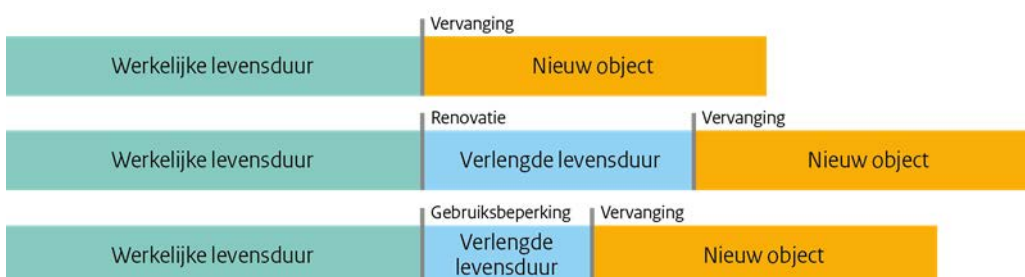 Vervanging
Werkelijke levensduur Nieuw object
Renovatie Vervanging
Werkelijke levensduur Verlengde levensduur Nieuw object
Gebruiksbeperking Vervanging
Werkelijke levensduur Verlengde levensduur Nieuw object